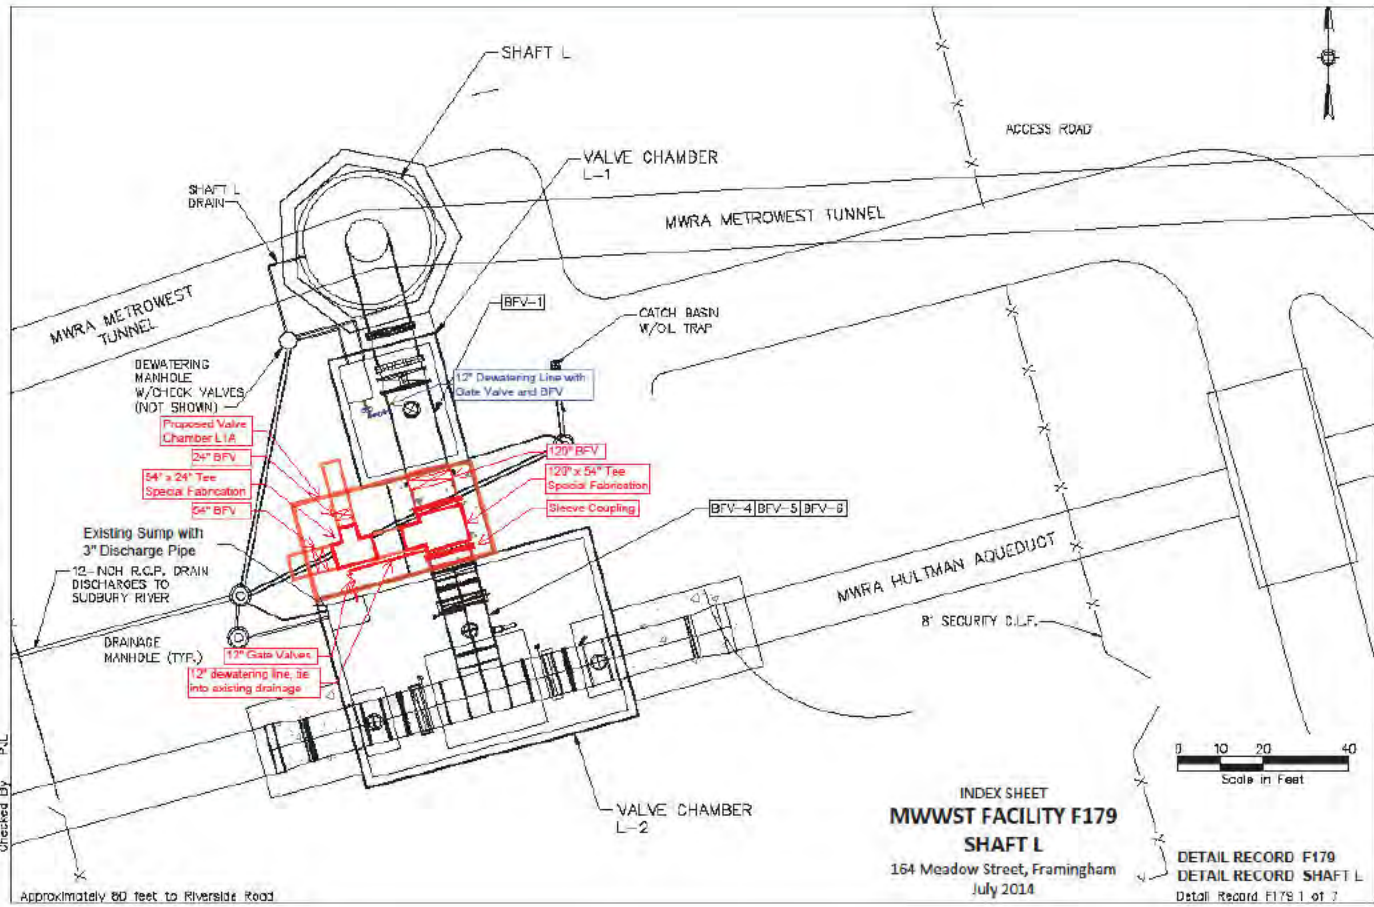 SHAFT L
ACCESS ROAD
VALVE CHAMBER
L-1
SHAFT L
DRAIN
MWRA METROWEST TUNNEL
MWRA METROWEST
TUNNEL
BFV-1
CATCH BASIN
W/OIL TRAP
DEWATERING
MANHOLE
W/CHECK VALVES
(NOT SHOWN)
12" Dewatering Line with
Gate Valve and BFV
Proposed Valve
Chamber L1A
24" BFV
54" x 24" Tee
Special Fabrication
54" BFV
120" BFV
120" x 54" Tee
Special Fabrication
Sleeve Coupling
BFV-4 BFV-5 BFV-6
Existing Sump with
3" Discharge Pipe
12-INCH R.C.P. DRAIN
DISCHARGES TO
SUDBURY RIVER
MWRA HULTMAN AQUEDUCT
8' SECURITY C.L.F.
DRAINAGE
MANHOLE (TYP.)
12" Gate Valves
12" dewatering line, tie
into existing drainage
Checked By PJL
0 10 20 40
Scale in Feet
VALVE CHAMBER
L-2
INDEX SHEET
MWWST FACILITY F179
SHAFT L
164 Meadow Street, Framingham
July 2014
DETAIL RECORD F179
DETAIL RECORD SHAFT L
Detail Record F179 1 of 7
Approximately 80 feet to Riverside Road